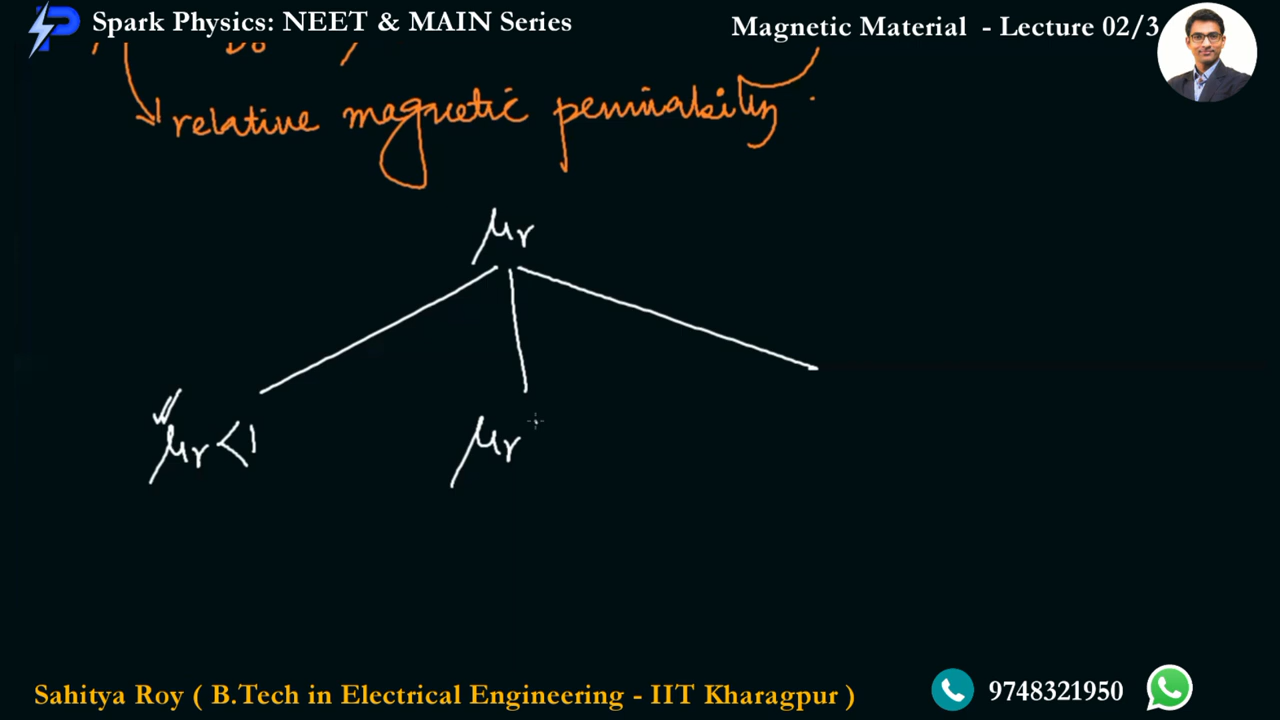 Spark Physics: NEET & MAIN Series
Magnetic Material - Lecture 02/3
relative magnetic permiability.
μr
μr <1
μr
Sahitya Roy ( B.Tech in Electrical Engineering - IIT Kharagpur )
9748321950